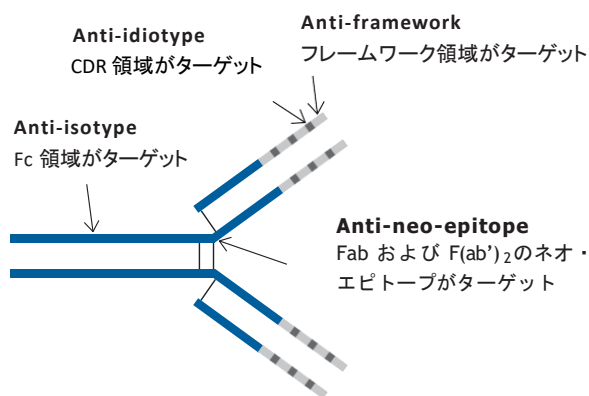 Anti-idiotype
CDR 領域がターゲット
Anti-framework
フレームワーク領域がターゲット
Anti-isotype
Fc 領域がターゲット
Anti-neo-epitope
Fab および F(ab’)2のネオ・
エピトープがターゲット